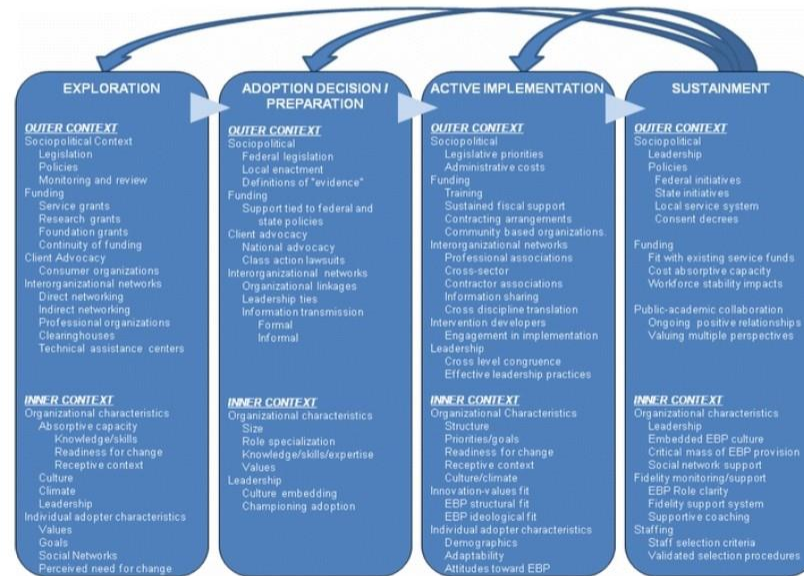 EXPLORATION
OUTER CONTEXT
Sociopolitical Context
Legislation
Policies
Monitoring and review
Funding
Service grants
Research grants
Foundation grants
Continuity of funding
Client Advocacy
Consumer organizations
Interorganizational networks
Direct networking
Indirect networking
Professional organizations
Clearinghouses
Technical assistance centers
INNER CONTEXT
Organizational characteristics
Absorptive capacity
Knowledge/skills
Readiness for change
Receptive context
Culture
Climate
Leadership
Individual adopter characteristics
Values
Goals
Social Networks
Perceived need for change
ADOPTION DECISION /
PREPARATION
OUTER CONTEXT
Sociopolitical
Federal legislation
Local enactment
Definitions of "evidence"
Funding
Support tied to federal and
state policies
Client advocacy
National advocacy
Class action lawsuits
Interorganizational networks
Organizational linkages
Leadership ties
Information transmission
Formal
Informal
INNER CONTEXT
Organizational characteristics
Size
Role specialization
Knowledge/skills/expertise
Values
Leadership
Culture embedding
Championing adoption
ACTIVE IMPLEMENTATION
OUTER CONTEXT
Sociopolitical
Legislative priorities
Administrative costs
Funding
Training
Sustained fiscal support
Contracting arrangements
Community based organizations.
Interorganizational networks
Professional associations
Cross-sector
Contractor associations
Information sharing
Cross discipline translation
Intervention developers
Engagement in implementation
Leadership
Cross level congruence
Effective leadership practices
INNER CONTEXT
Organizational Characteristics
Structure
Priorities/goals
Readiness for change
Receptive context
Culture/climate
Innovation-values fit
EBP structural fit
EBP ideological fit
Individual adopter characteristics
Demographics
Adaptability
Attitudes toward EBP
SUSTAINMENT
OUTER CONTEXT
Sociopolitical
Leadership
Policies
Federal initiatives
State initiatives
Local service system
Consent decrees
Funding
Fit with existing service funds
Cost absorptive capacity
Workforce stability impacts
Public-academic collaboration
Ongoing positive relationships
Valuing multiple perspectives
INNER CONTEXT
Organizational characteristics
Leadership
Embedded EBP culture
Critical mass of EBP provision
Social network support
Fidelity monitoring/support
EBP Role clarity
Fidelity support system
Supportive coaching
Staffing
Staff selection criteria
Validated selection procedures